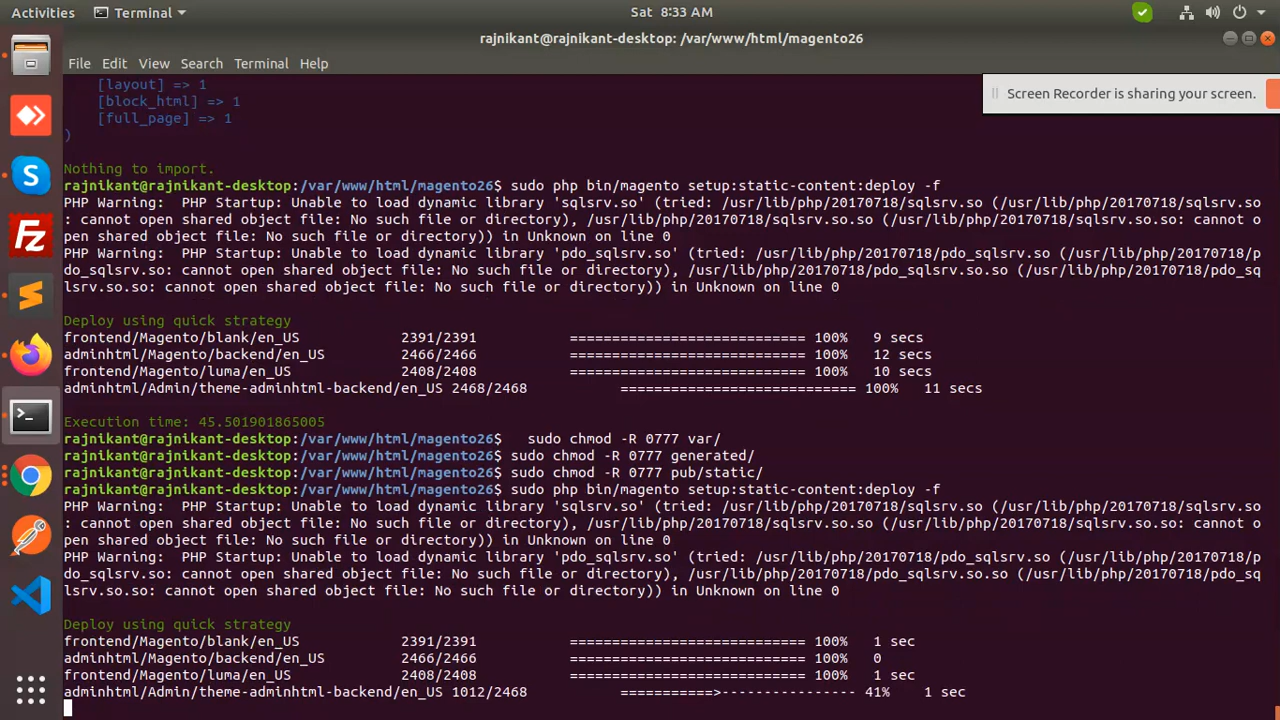 Activities Terminal Sat 8:33 AM
rajnikant@rajnikant-desktop: /var/www/html/magento26
File Edit View Search Terminal Help
[layout] => 1
[block_html] => 1
[full_page] => 1
)
Screen Recorder is sharing your screen.
Nothing to import.
rajnikant@rajnikant-desktop:/var/www/html/magento26$ sudo php bin/magento setup:static-content:deploy -f
PHP Warning:  PHP Startup: Unable to load dynamic library 'sqlsrv.so' (tried: /usr/lib/php/20170718/sqlsrv.so (/usr/lib/php/20170718/sqlsrv.so
: cannot open shared object file: No such file or directory), /usr/lib/php/20170718/sqlsrv.so.so (/usr/lib/php/20170718/sqlsrv.so.so: cannot o
pen shared object file: No such file or directory)) in Unknown on line 0
PHP Warning:  PHP Startup: Unable to load dynamic library 'pdo_sqlsrv.so' (tried: /usr/lib/php/20170718/pdo_sqlsrv.so (/usr/lib/php/20170718/p
do_sqlsrv.so: cannot open shared object file: No such file or directory), /usr/lib/php/20170718/pdo_sqlsrv.so.so (/usr/lib/php/20170718/pdo_sq
lsrv.so.so: cannot open shared object file: No such file or directory)) in Unknown on line 0
Deploy using quick strategy
frontend/Magento/blank/en_US 2391/2391 ============================ 100% 9 secs
adminhtml/Magento/backend/en_US 2466/2466 ============================ 100% 12 secs
frontend/Magento/luma/en_US 2408/2408 ============================ 100% 10 secs
adminhtml/Admin/theme-adminhtml-backend/en_US 2468/2468 ============================ 100% 11 secs
Execution time: 45.501901865005
rajnikant@rajnikant-desktop:/var/www/html/magento26$   sudo chmod -R 0777 var/
rajnikant@rajnikant-desktop:/var/www/html/magento26$ sudo chmod -R 0777 generated/
rajnikant@rajnikant-desktop:/var/www/html/magento26$ sudo chmod -R 0777 pub/static/
rajnikant@rajnikant-desktop:/var/www/html/magento26$ sudo php bin/magento setup:static-content:deploy -f
PHP Warning:  PHP Startup: Unable to load dynamic library 'sqlsrv.so' (tried: /usr/lib/php/20170718/sqlsrv.so (/usr/lib/php/20170718/sqlsrv.so
: cannot open shared object file: No such file or directory), /usr/lib/php/20170718/sqlsrv.so.so (/usr/lib/php/20170718/sqlsrv.so.so: cannot o
pen shared object file: No such file or directory)) in Unknown on line 0
PHP Warning:  PHP Startup: Unable to load dynamic library 'pdo_sqlsrv.so' (tried: /usr/lib/php/20170718/pdo_sqlsrv.so (/usr/lib/php/20170718/p
do_sqlsrv.so: cannot open shared object file: No such file or directory), /usr/lib/php/20170718/pdo_sqlsrv.so.so (/usr/lib/php/20170718/pdo_sq
lsrv.so.so: cannot open shared object file: No such file or directory)) in Unknown on line 0
Deploy using quick strategy
frontend/Magento/blank/en_US 2391/2391 ============================ 100% 1 sec
adminhtml/Magento/backend/en_US 2466/2466 ============================ 100% 0
frontend/Magento/luma/en_US 2408/2408 ============================ 100% 1 sec
adminhtml/Admin/theme-adminhtml-backend/en_US 1012/2468 ===========>---------------- 41% 1 sec